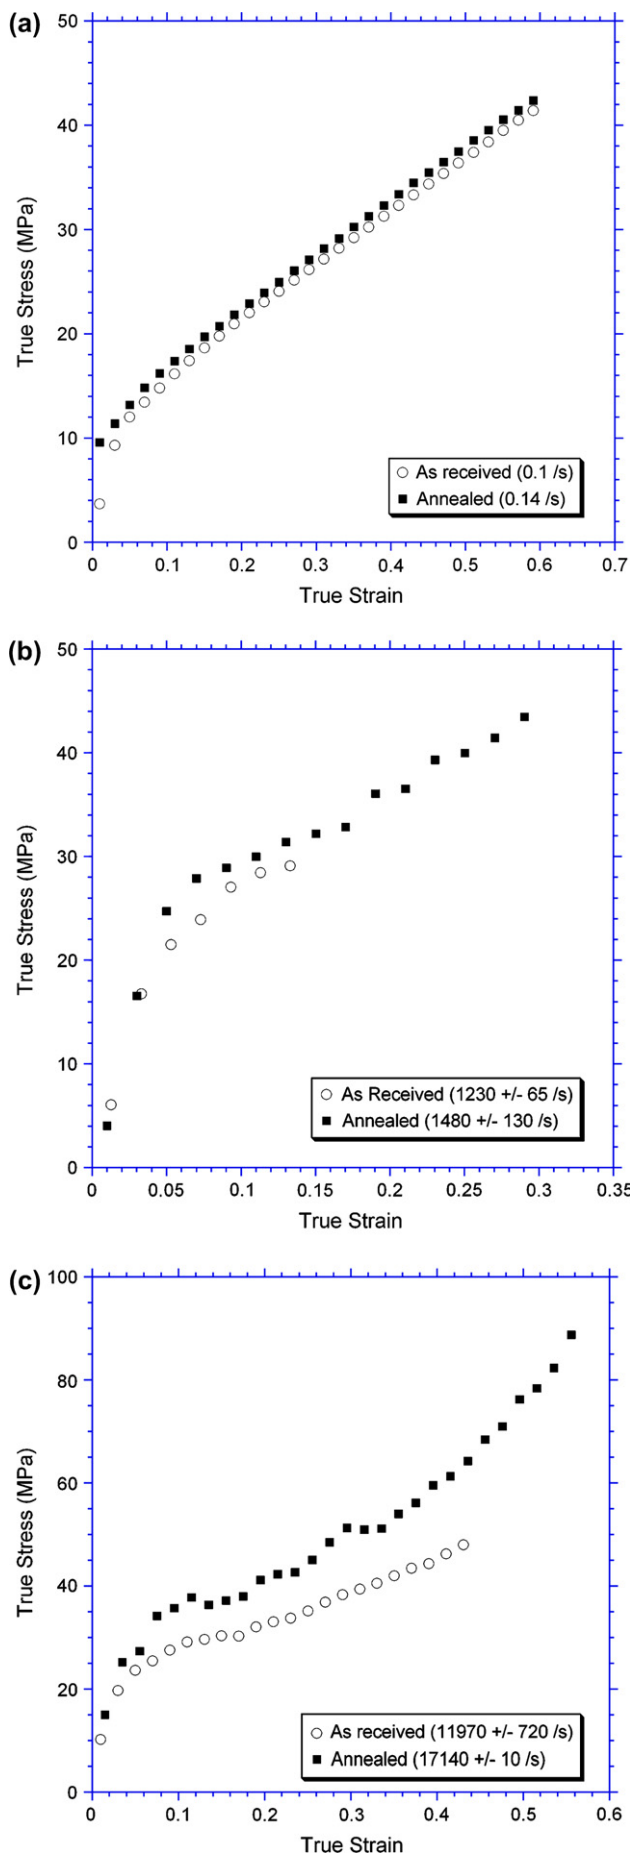 (a)
50
40
30
20
10
0
True Stress (MPa)
As received (0.1 /s)
Annealed (0.14 /s)
0 0.1 0.2 0.3 0.4 0.5 0.6 0.7
True Strain
(b)
50
40
30
20
10
0
True Stress (MPa)
As Received (1230 +/- 65 /s)
Annealed (1480 +/- 130 /s)
0 0.05 0.1 0.15 0.2 0.25 0.3 0.35
True Strain
(c)
100
80
60
40
20
0
True Stress (MPa)
As received (11970 +/- 720 /s)
Annealed (17140 +/- 10 /s)
0 0.1 0.2 0.3 0.4 0.5 0.6
True Strain